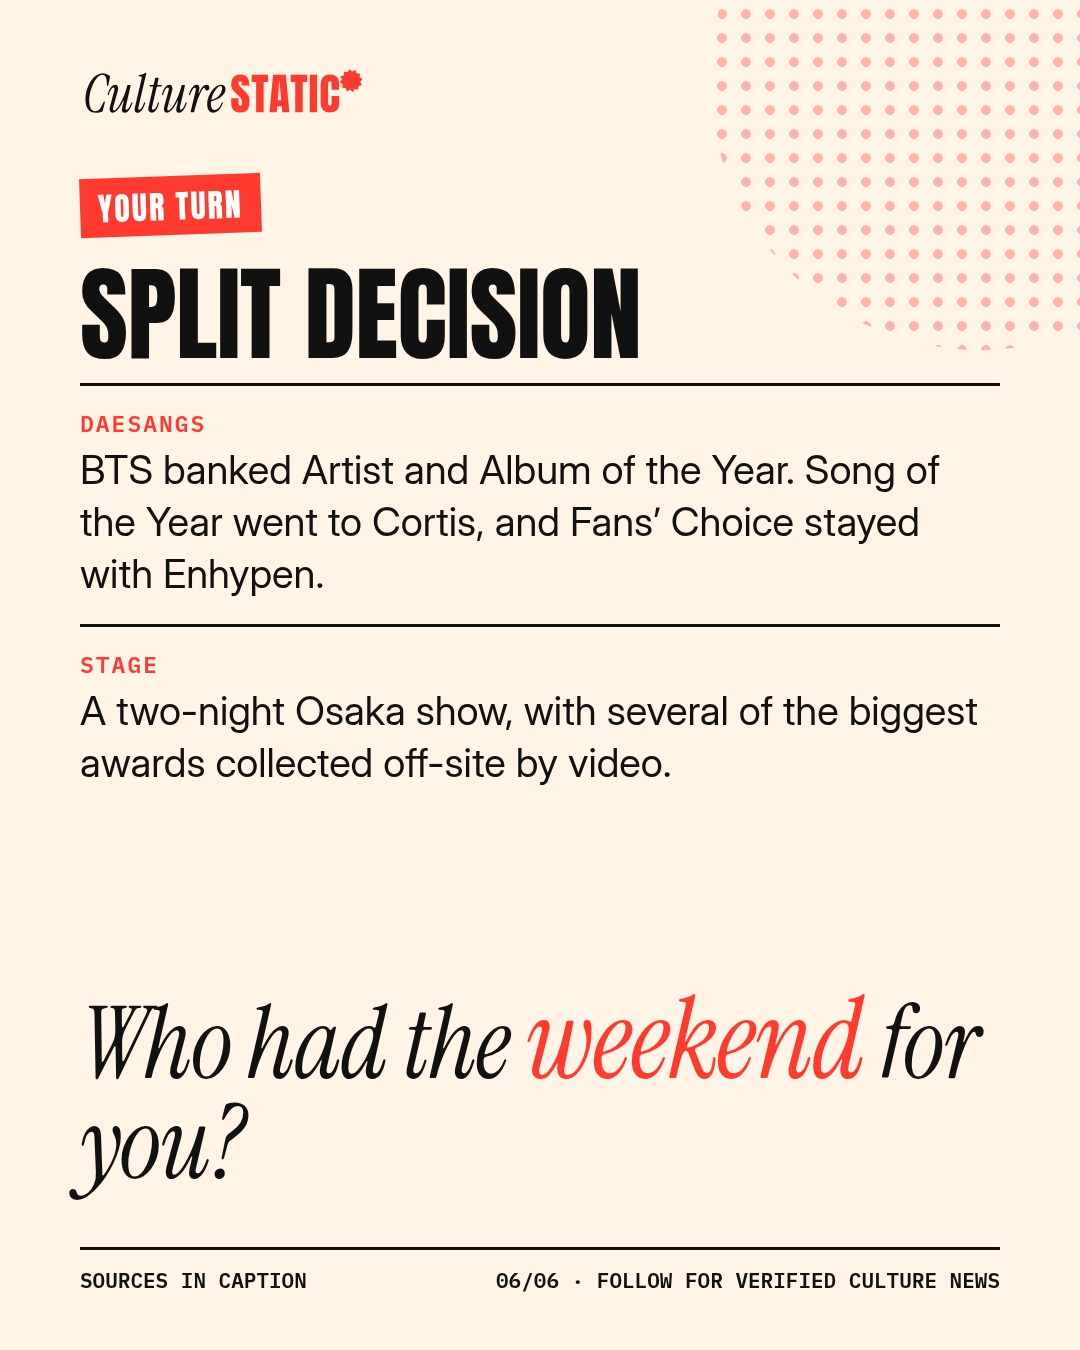 Culture STATIC
YOUR TURN
SPLIT DECISION
DAESANGS
BTS banked Artist and Album of the Year. Song of
the Year went to Cortis, and Fans’ Choice stayed
with Enhypen.
STAGE
A two-night Osaka show, with several of the biggest
awards collected off-site by video.
Who had the weekend for
you?
SOURCES IN CAPTION
06/06 · FOLLOW FOR VERIFIED CULTURE NEWS